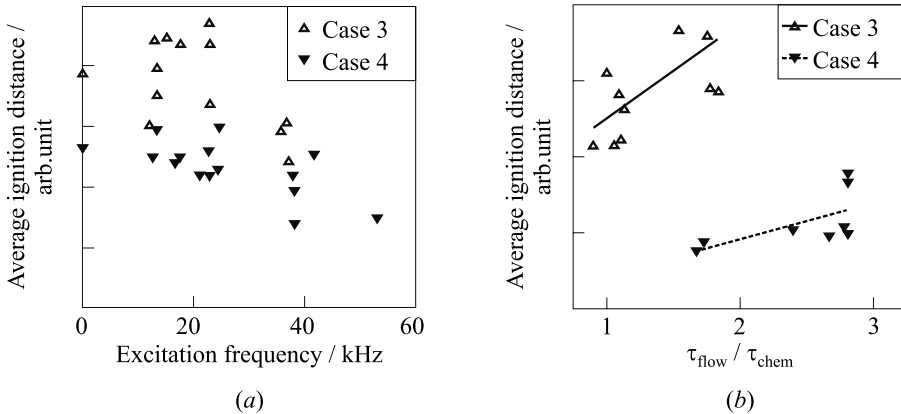 Average ignition distance /
arb.unit
Case 3
Case 4
0
20
40
60
Excitation frequency / kHz
(a)
Average ignition distance /
arb.unit
Case 3
Case 4
1
2
3
τflow / τchem
(b)